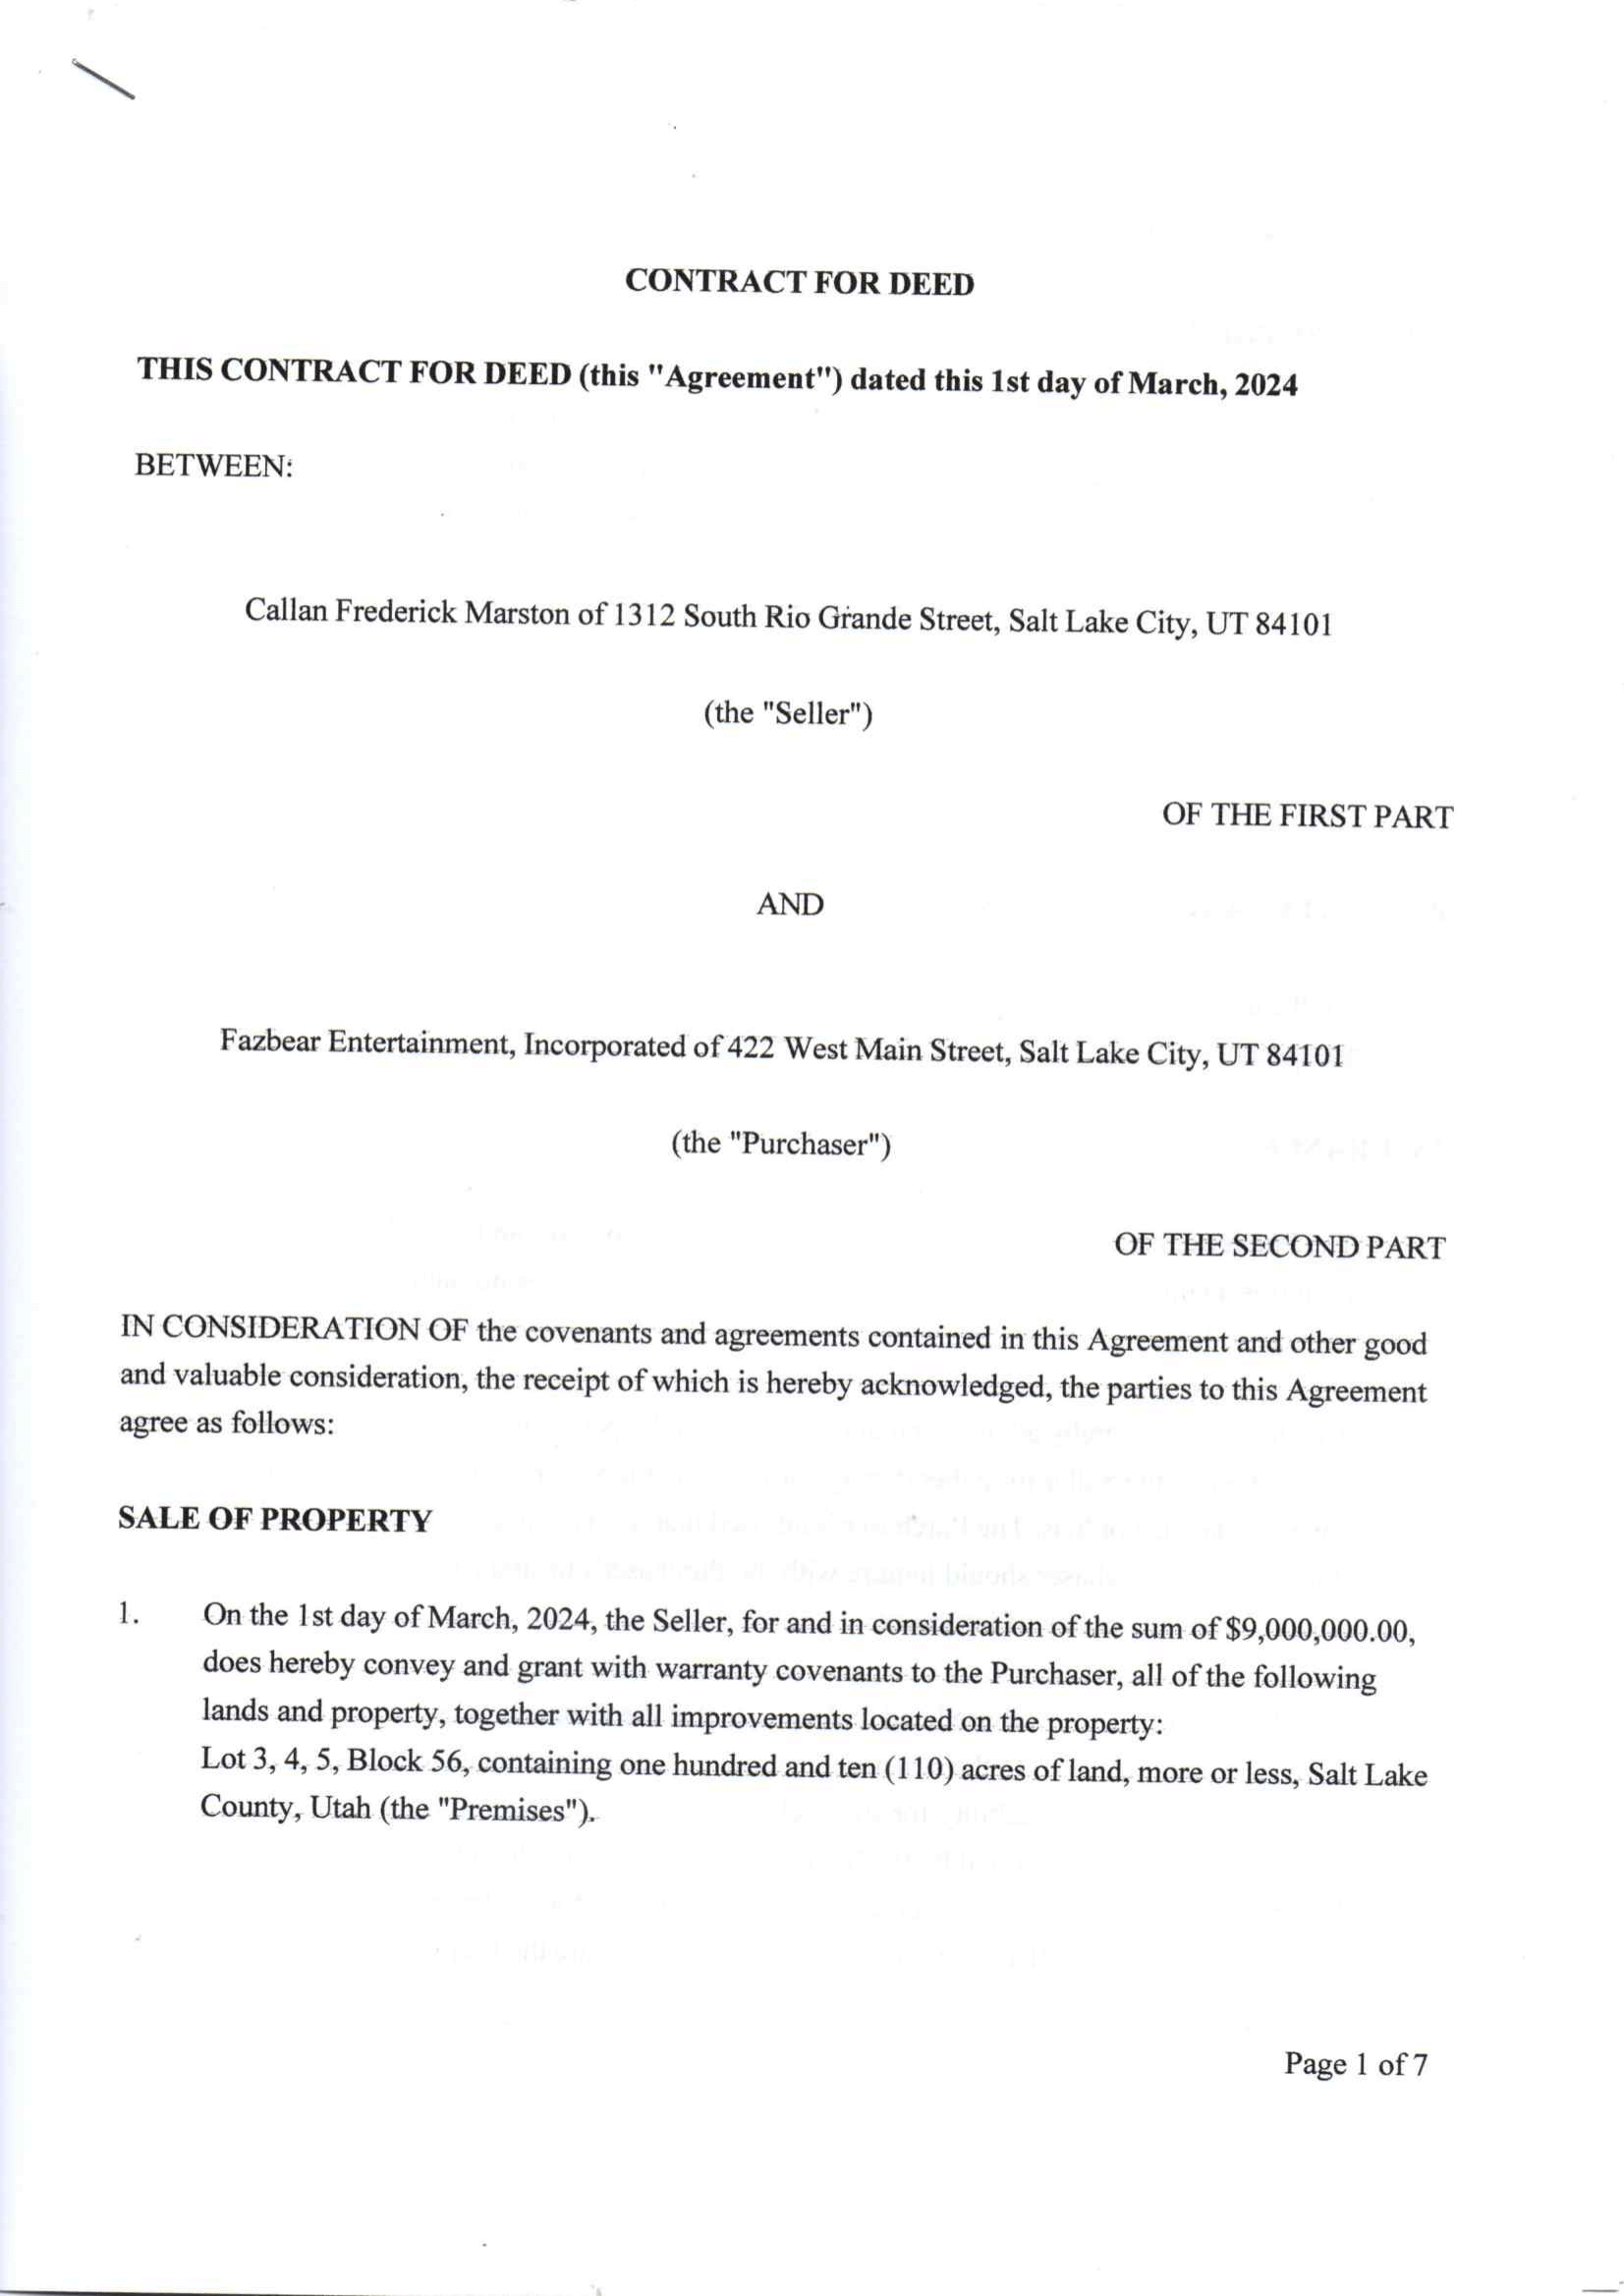 CONTRACT FOR DEED
THIS CONTRACT FOR DEED (this "Agreement") dated this 1st day of March, 2024
BETWEEN:
Callan Frederick Marston of 1312 South Rio Grande Street, Salt Lake City, UT 84101
(the "Seller")
OF THE FIRST PART
AND
Fazbear Entertainment, Incorporated of 422 West Main Street, Salt Lake City, UT 84101
(the "Purchaser")
OF THE SECOND PART
IN CONSIDERATION OF the covenants and agreements contained in this Agreement and other good
and valuable consideration, the receipt of which is hereby acknowledged, the parties to this Agreement
agree as follows:
SALE OF PROPERTY
1. On the 1st day of March, 2024, the Seller, for and in consideration of the sum of $9,000,000.00,
does hereby convey and grant with warranty covenants to the Purchaser, all of the following
lands and property, together with all improvements located on the property:
Lot 3, 4, 5, Block 56, containing one hundred and ten (110) acres of land, more or less, Salt Lake
County, Utah (the "Premises").
Page 1 of 7